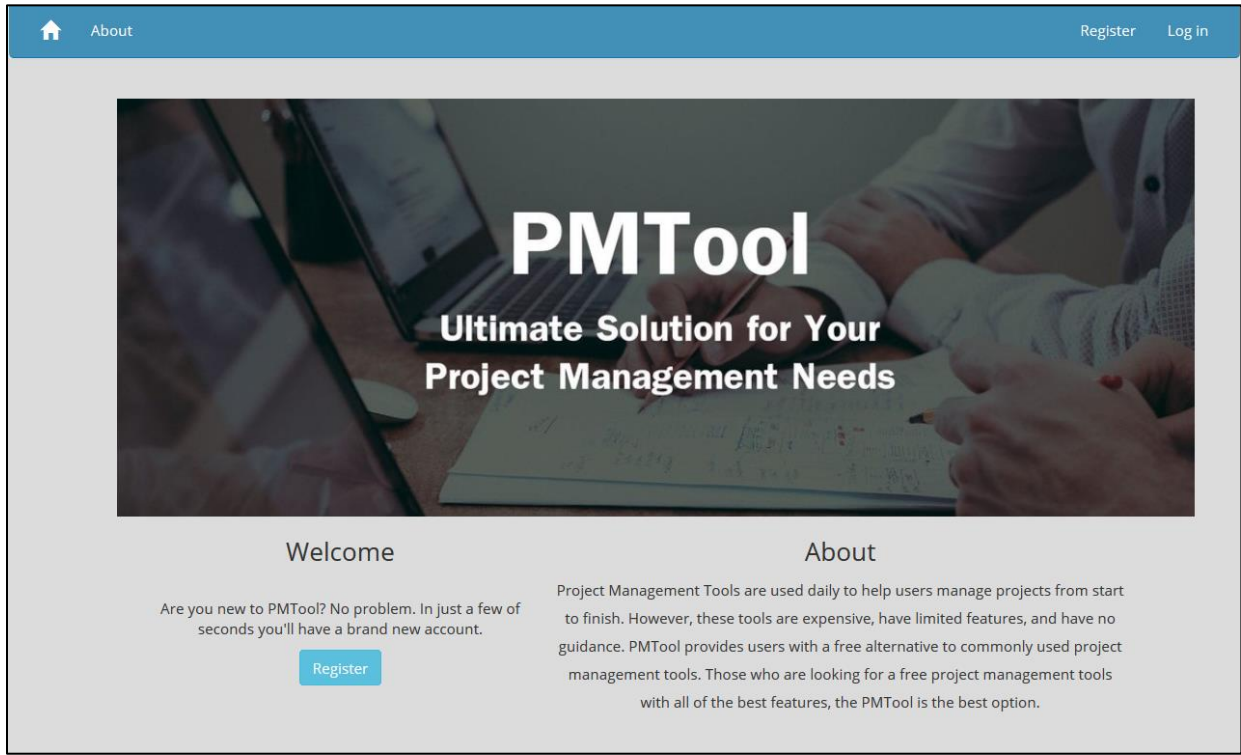 About
Register
Log in
PMTool
Ultimate Solution for Your
Project Management Needs
Welcome
Are you new to PMTool? No problem. In just a few of
seconds you'll have a brand new account.
Register
About
Project Management Tools are used daily to help users manage projects from start
to finish. However, these tools are expensive, have limited features, and have no
guidance. PMTool provides users with a free alternative to commonly used project
management tools. Those who are looking for a free project management tools
with all of the best features, the PMTool is the best option.